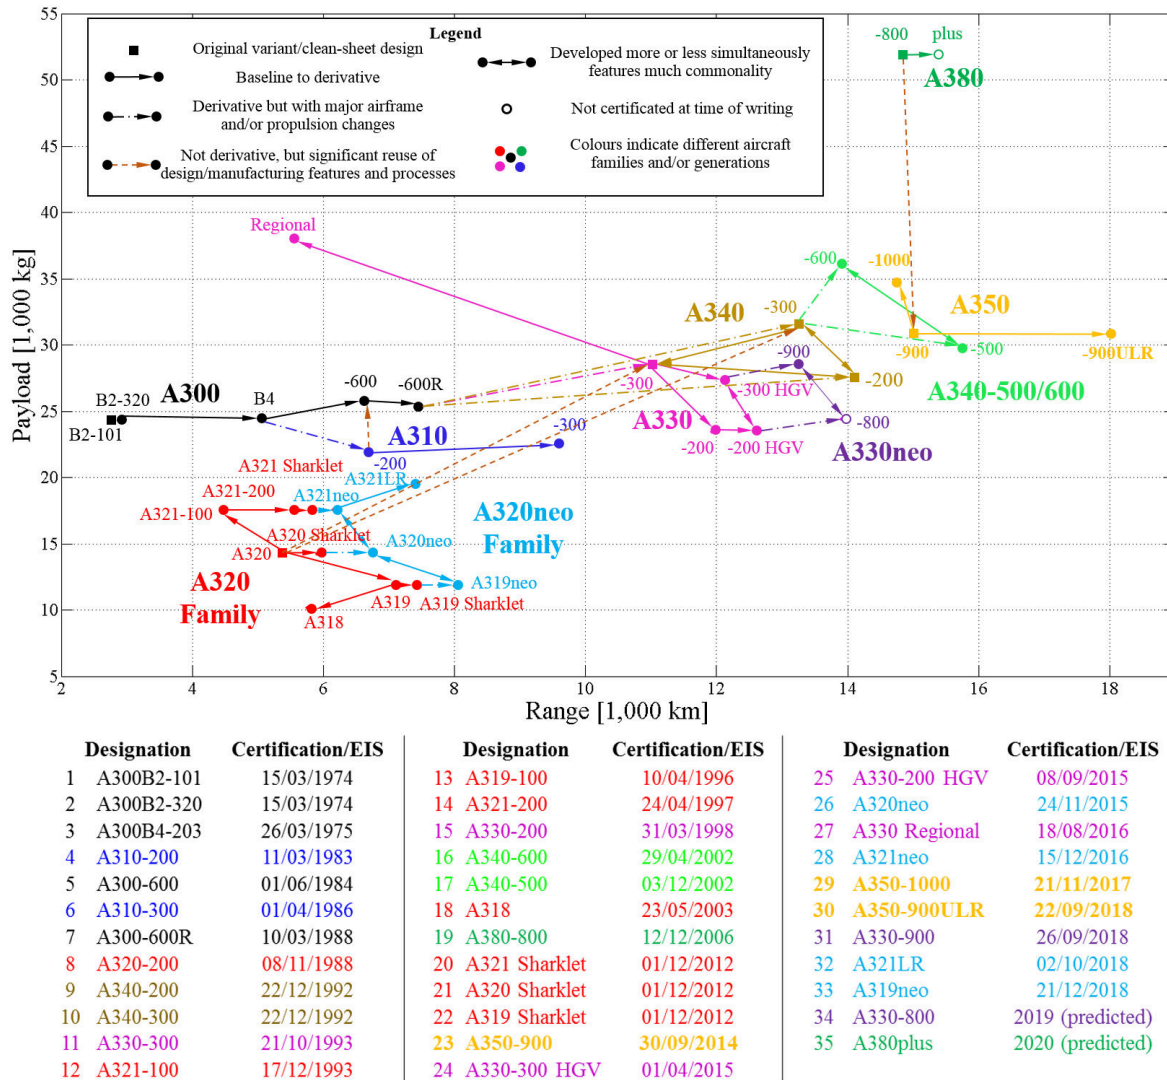 55
50
45
40
35
30
25
20
15
10
5
Payload [1,000 kg]
2
4
6
8
10
12
14
16
18
Range [1,000 km]
Legend
Original variant/clean-sheet design
Baseline to derivative
Derivative but with major airframe
and/or propulsion changes
Not derivative, but significant reuse of
design/manufacturing features and processes
Developed more or less simultaneously
features much commonality
Not certificated at time of writing
Colours indicate different aircraft
families and/or generations
-800
plus
A380
Regional
-600
-1000
A350
-300
A340
-900
-900
-500
-900ULR
-600
-600R
-300
-300 HGV
-200
A340-500/600
B2-320
A300
B4
B2-101
A310
-300
A330
-800
-200
-200
-200 HGV
A330neo
A321 Sharklet
A321LR
A321-200
A321neo
A321-100
A320neo
Family
A320 Sharklet
A320
A320neo
A320
Family
A319
A319neo
A319 Sharklet
A318
Designation Certification/EIS
1 A300B2-101 15/03/1974
2 A300B2-320 15/03/1974
3 A300B4-203 26/03/1975
4 A310-200 11/03/1983
5 A300-600 01/06/1984
6 A310-300 01/04/1986
7 A300-600R 10/03/1988
8 A320-200 08/11/1988
9 A340-200 22/12/1992
10 A340-300 22/12/1992
11 A330-300 21/10/1993
12 A321-100 17/12/1993
Designation Certification/EIS
13 A319-100 10/04/1996
14 A321-200 24/04/1997
15 A330-200 31/03/1998
16 A340-600 29/04/2002
17 A340-500 03/12/2002
18 A318 23/05/2003
19 A380-800 12/12/2006
20 A321 Sharklet 01/12/2012
21 A320 Sharklet 01/12/2012
22 A319 Sharklet 01/12/2012
23 A350-900 30/09/2014
24 A330-300 HGV 01/04/2015
Designation Certification/EIS
25 A330-200 HGV 08/09/2015
26 A320neo 24/11/2015
27 A330 Regional 18/08/2016
28 A321neo 15/12/2016
29 A350-1000 21/11/2017
30 A350-900ULR 22/09/2018
31 A330-900 26/09/2018
32 A321LR 02/10/2018
33 A319neo 21/12/2018
34 A330-800 2019 (predicted)
35 A380plus 2020 (predicted)